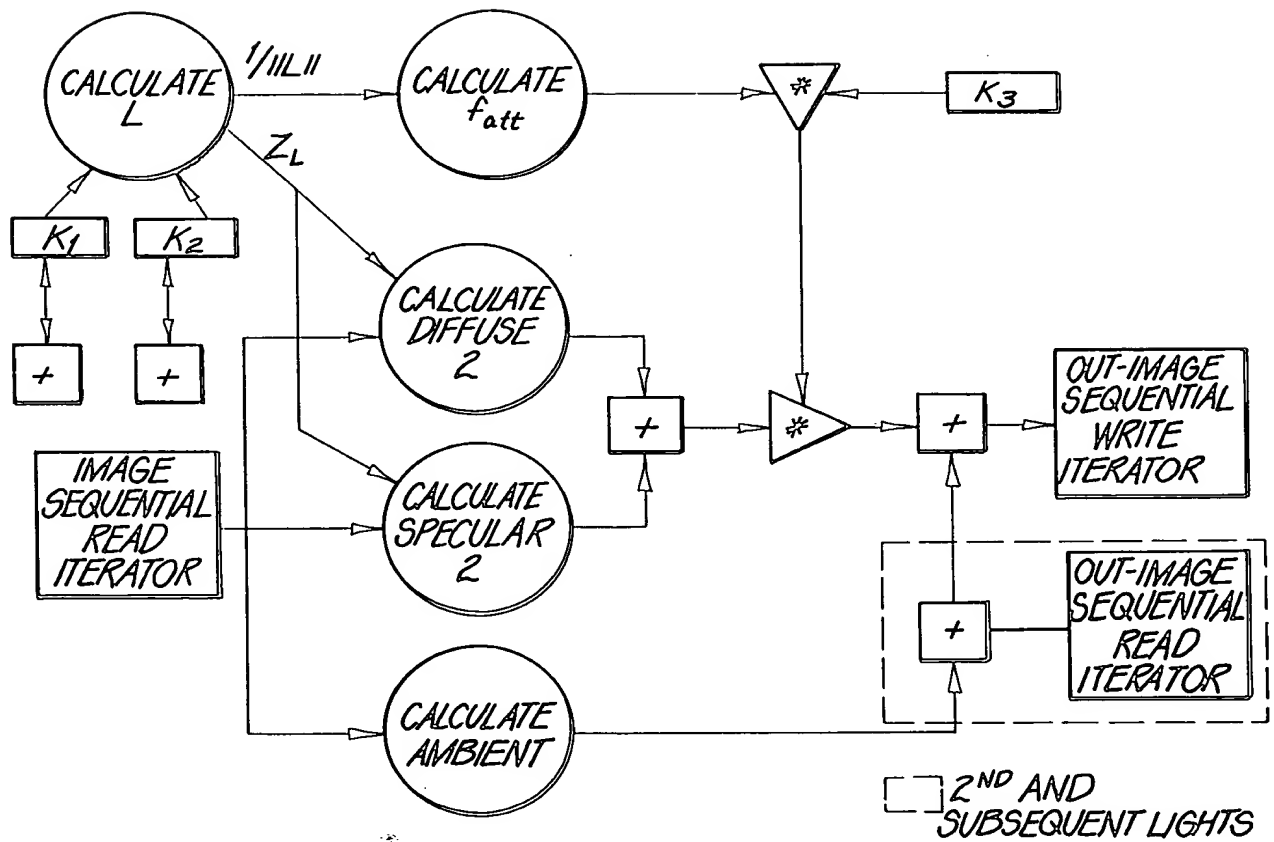 CALCULATE
L
1/||L||
CALCULATE
fatt
*
K3
ZL
K1
K2
+
+
CALCULATE
DIFFUSE
2
+
*
+
OUT-IMAGE
SEQUENTIAL
WRITE
ITERATOR
IMAGE
SEQUENTIAL
READ
ITERATOR
CALCULATE
SPECULAR
2
+
OUT-IMAGE
SEQUENTIAL
READ
ITERATOR
CALCULATE
AMBIENT
2ND AND
SUBSEQUENT LIGHTS